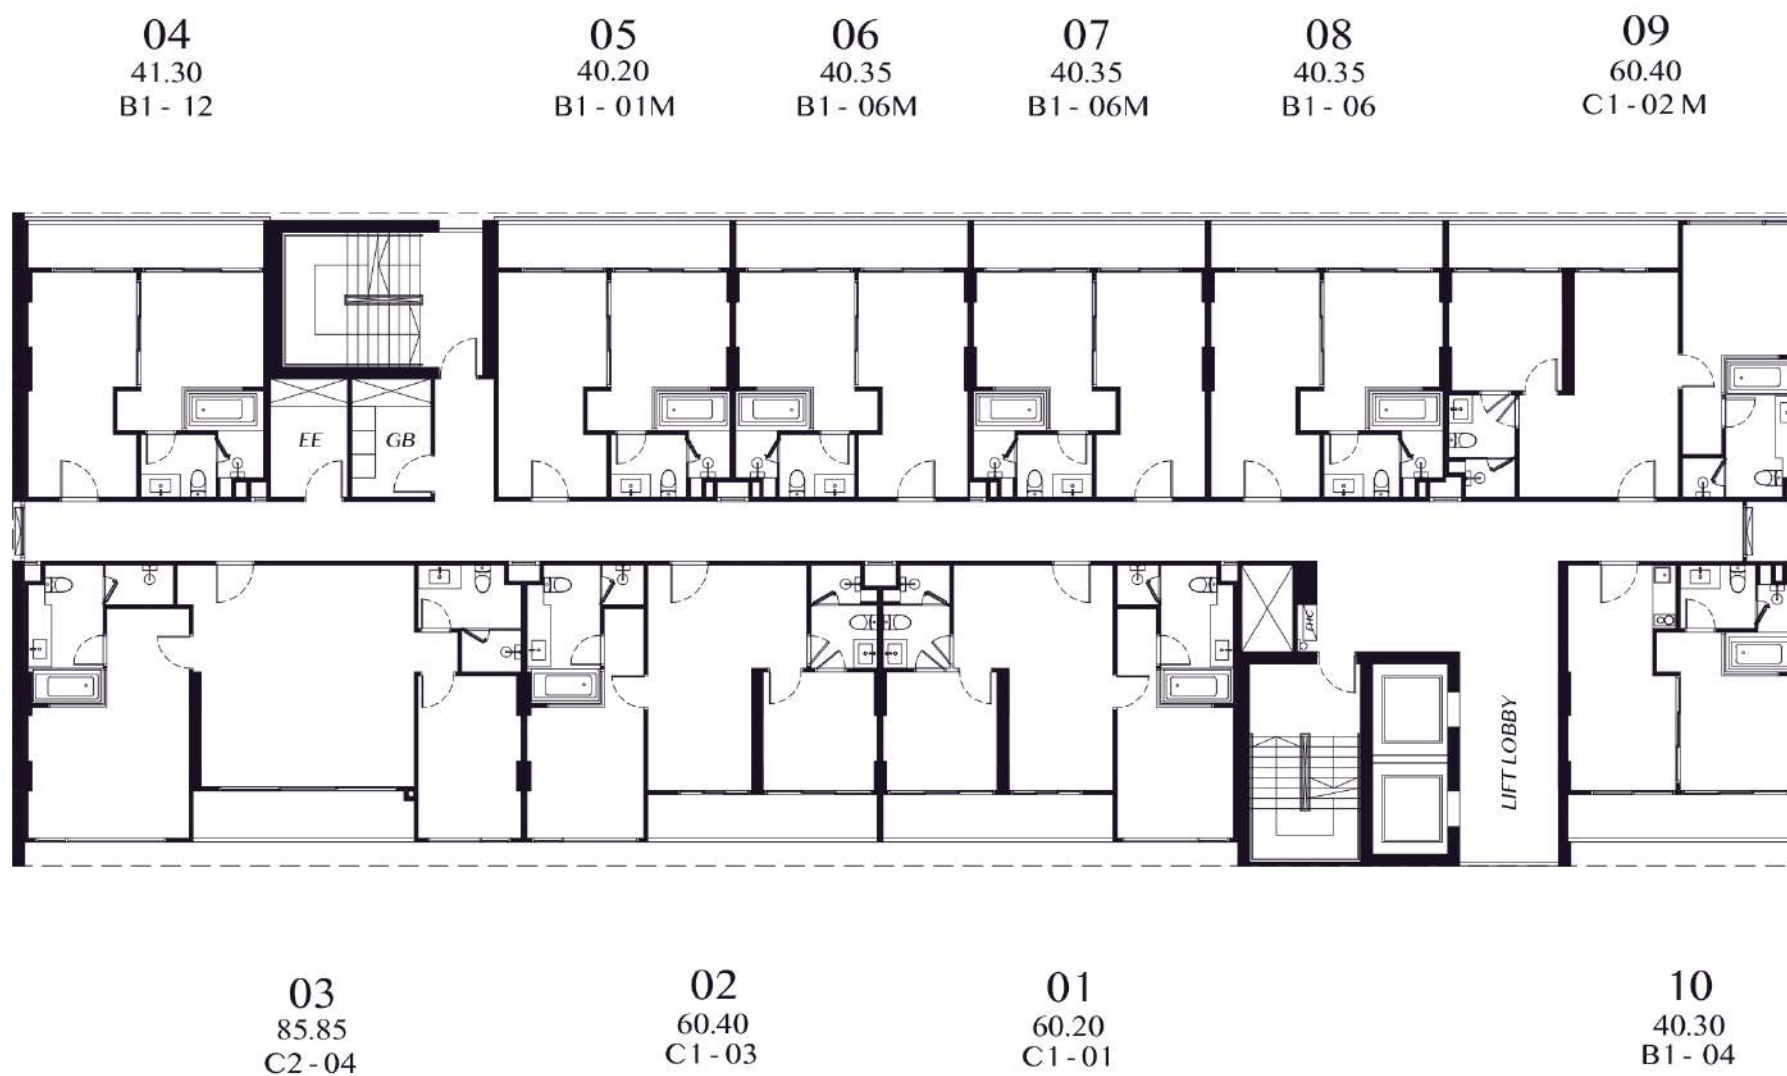 04
41.30
B1 - 12
05
40.20
B1 - 01M
06
40.35
B1 - 06M
07
40.35
B1 - 06M
08
40.35
B1 - 06
09
60.40
C1 - 02 M
EE
GB
FHC
LIFT LOBBY
03
85.85
C2 - 04
02
60.40
C1 - 03
01
60.20
C1 - 01
10
40.30
B1 - 04